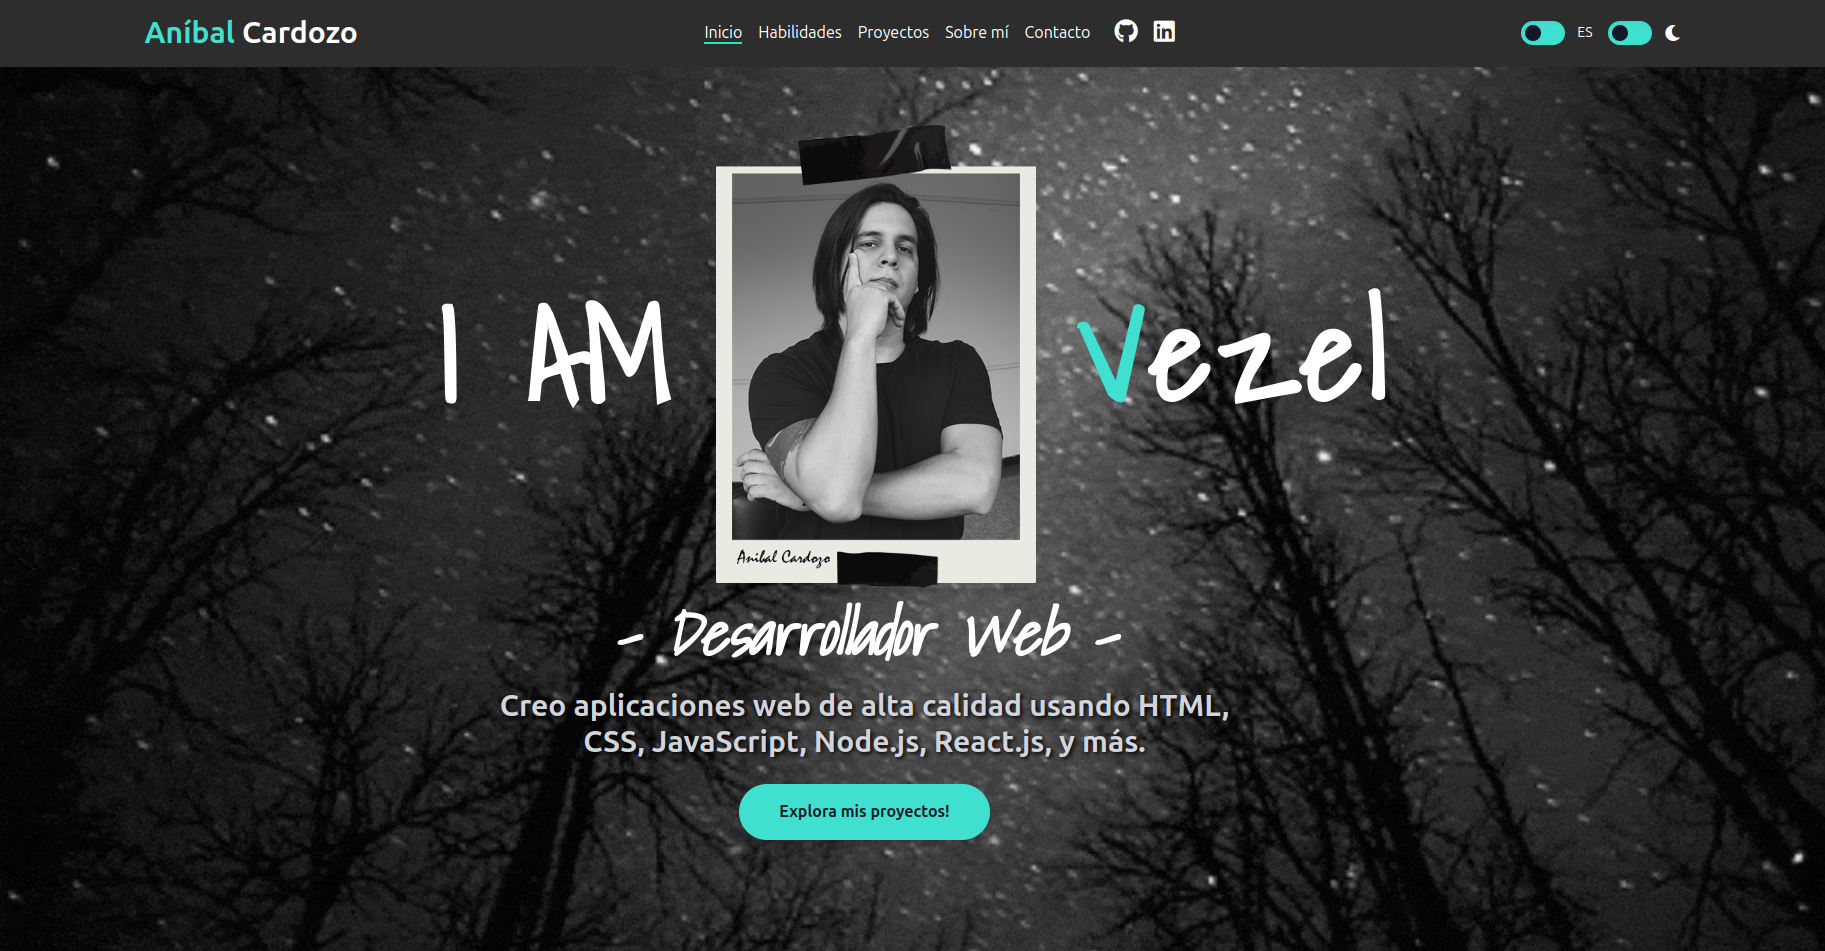 Aníbal Cardozo
Inicio Habilidades Proyectos Sobre mí Contacto
ES
I AM
Vezel
Anibal Cardozo
- Desarrollador Web -
Creo aplicaciones web de alta calidad usando HTML,
CSS, JavaScript, Node.js, React.js, y más.
Explora mis proyectos!